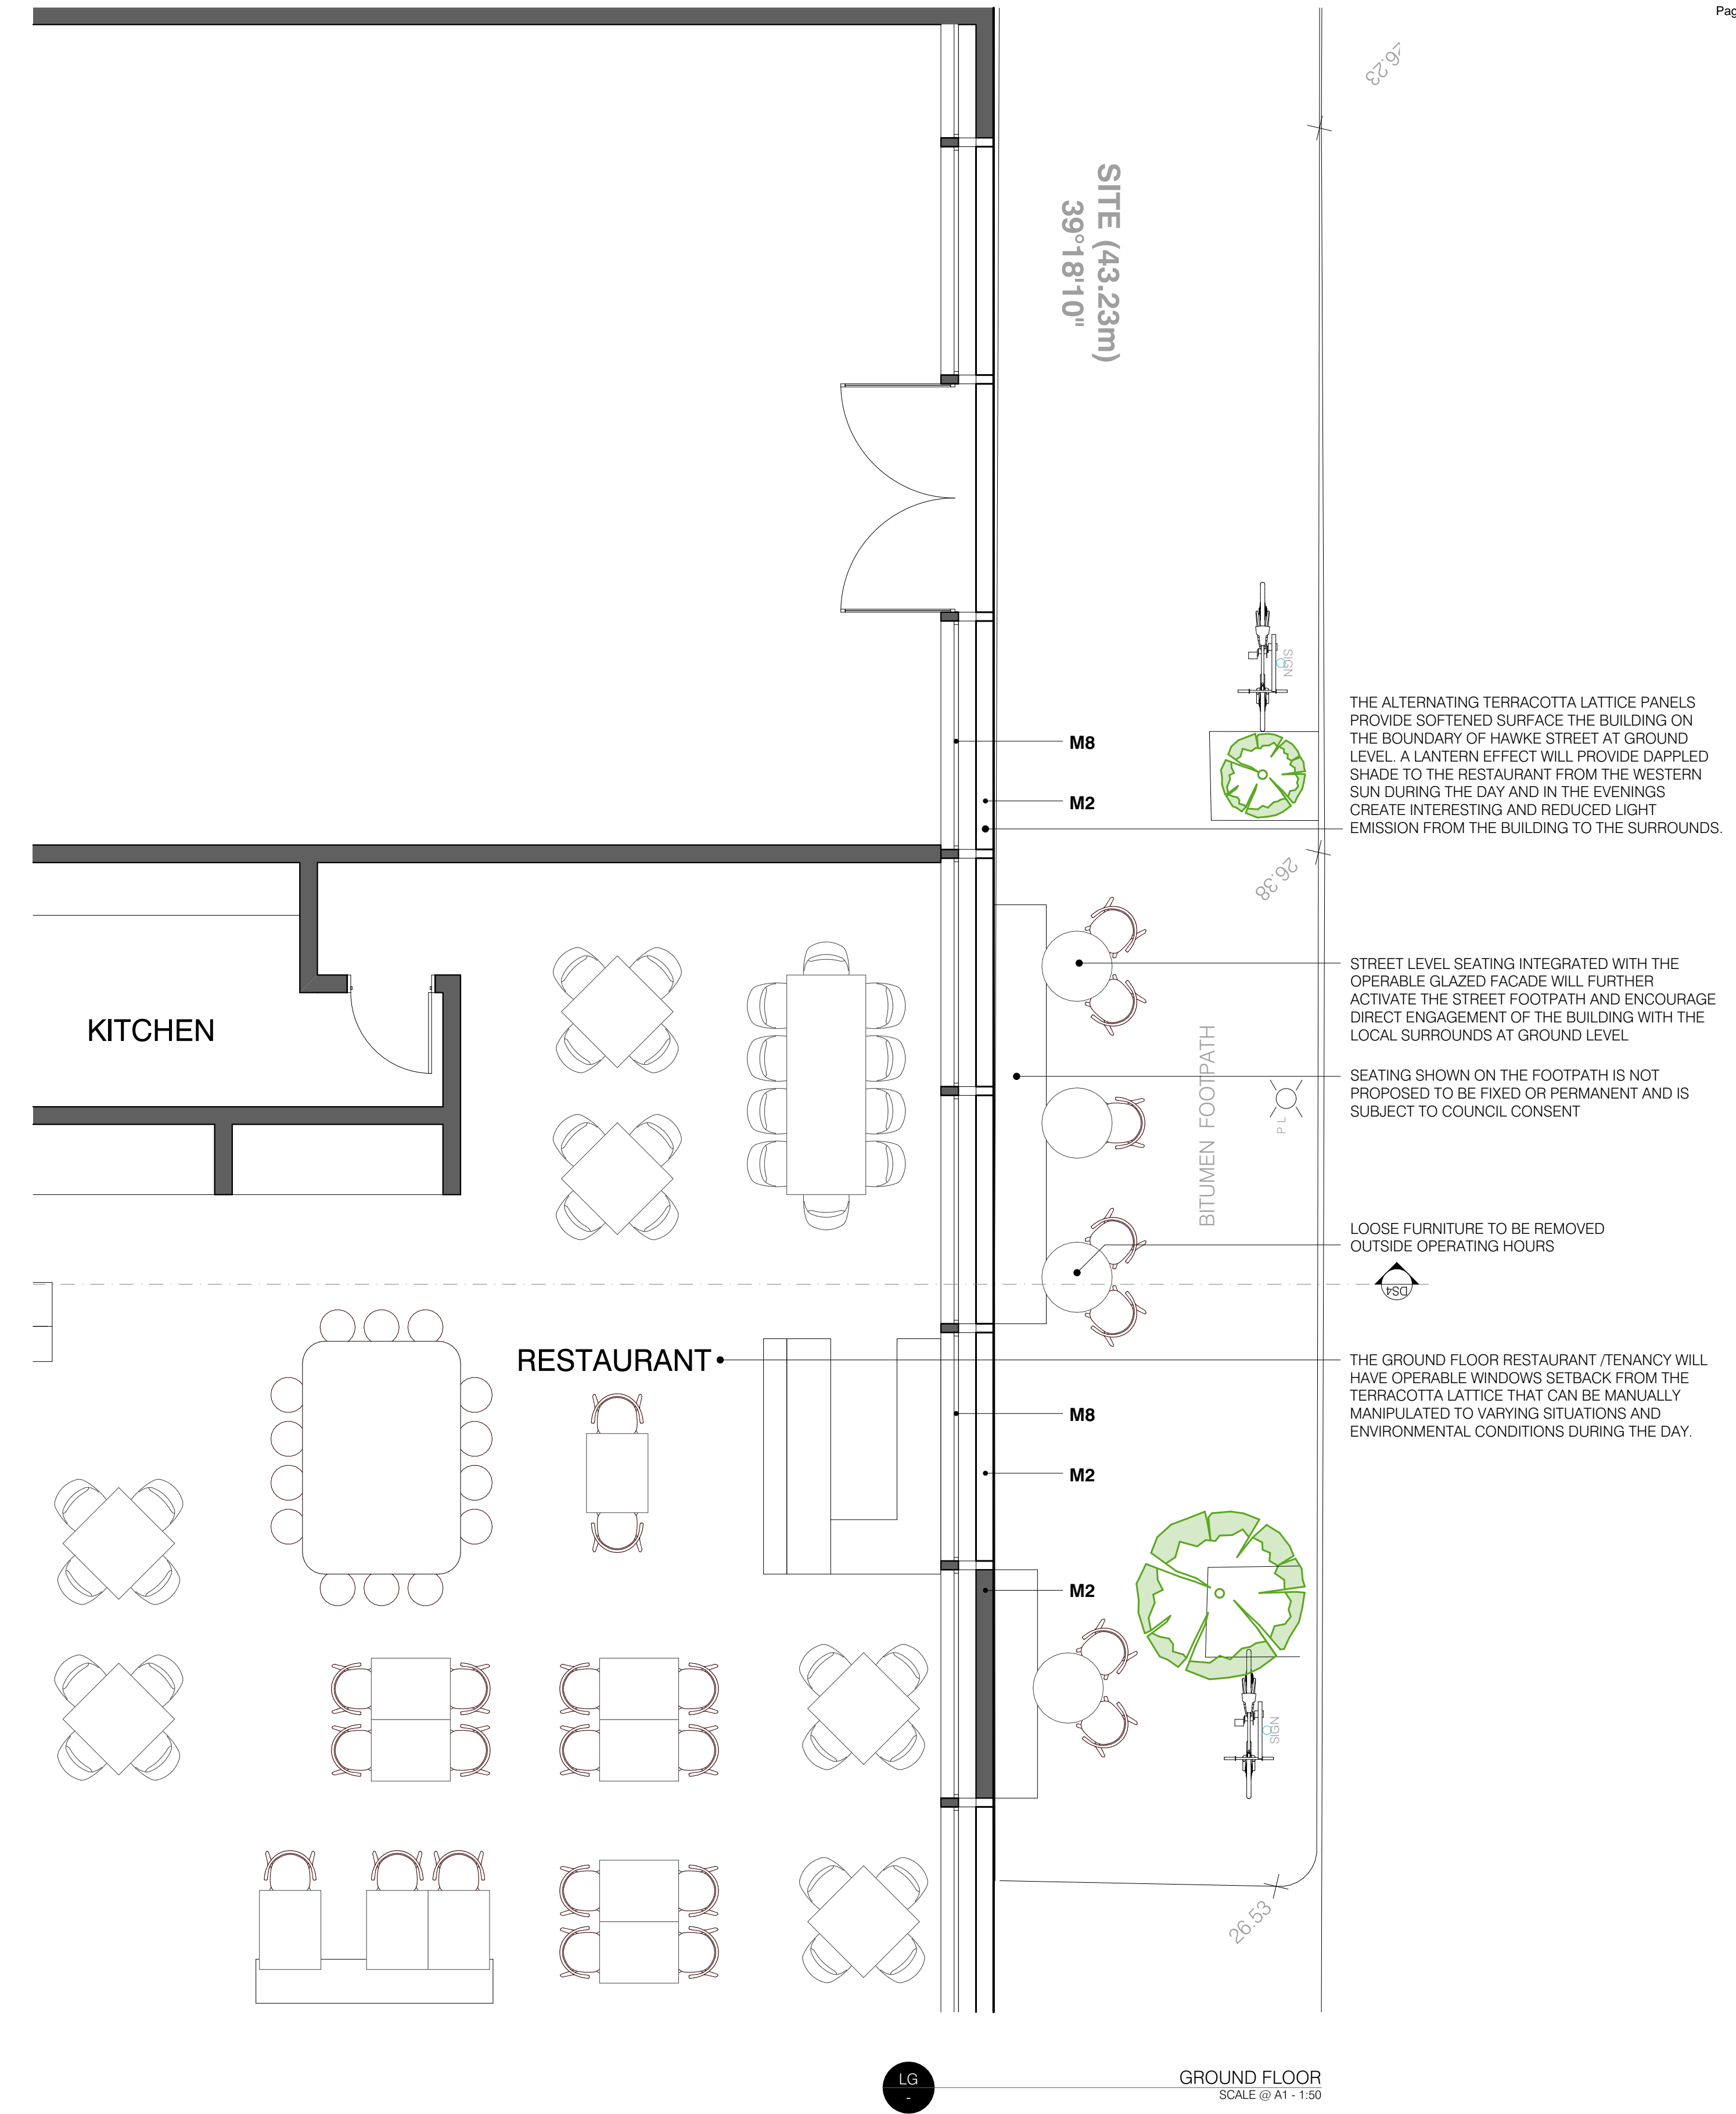 Pag
26.23
SITE (43.23m)
39°18'10"
SIGN
M8
M2
THE ALTERNATING TERRACOTTA LATTICE PANELS
PROVIDE SOFTENED SURFACE THE BUILDING ON
THE BOUNDARY OF HAWKE STREET AT GROUND
LEVEL. A LANTERN EFFECT WILL PROVIDE DAPPLED
SHADE TO THE RESTAURANT FROM THE WESTERN
SUN DURING THE DAY AND IN THE EVENINGS
CREATE INTERESTING AND REDUCED LIGHT
EMISSION FROM THE BUILDING TO THE SURROUNDS.
26.38
STREET LEVEL SEATING INTEGRATED WITH THE
OPERABLE GLAZED FACADE WILL FURTHER
ACTIVATE THE STREET FOOTPATH AND ENCOURAGE
DIRECT ENGAGEMENT OF THE BUILDING WITH THE
LOCAL SURROUNDS AT GROUND LEVEL
KITCHEN
BITUMEN FOOTPATH
P L
SEATING SHOWN ON THE FOOTPATH IS NOT
PROPOSED TO BE FIXED OR PERMANENT AND IS
SUBJECT TO COUNCIL CONSENT
LOOSE FURNITURE TO BE REMOVED
OUTSIDE OPERATING HOURS
DS4
RESTAURANT
THE GROUND FLOOR RESTAURANT /TENANCY WILL
HAVE OPERABLE WINDOWS SETBACK FROM THE
TERRACOTTA LATTICE THAT CAN BE MANUALLY
MANIPULATED TO VARYING SITUATIONS AND
ENVIRONMENTAL CONDITIONS DURING THE DAY.
M8
M2
M2
SIGN
26.53
LG
-
GROUND FLOOR
SCALE @ A1 - 1:50